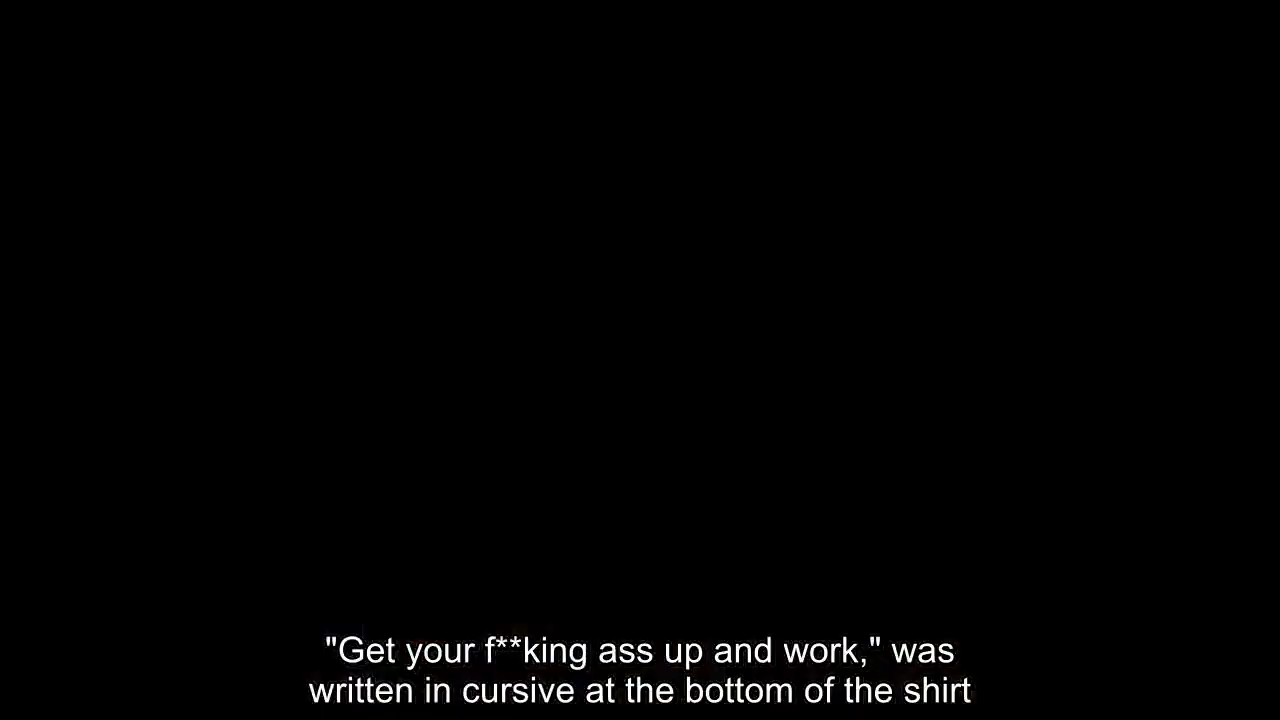 "Get your f**king ass up and work," was
written in cursive at the bottom of the shirt